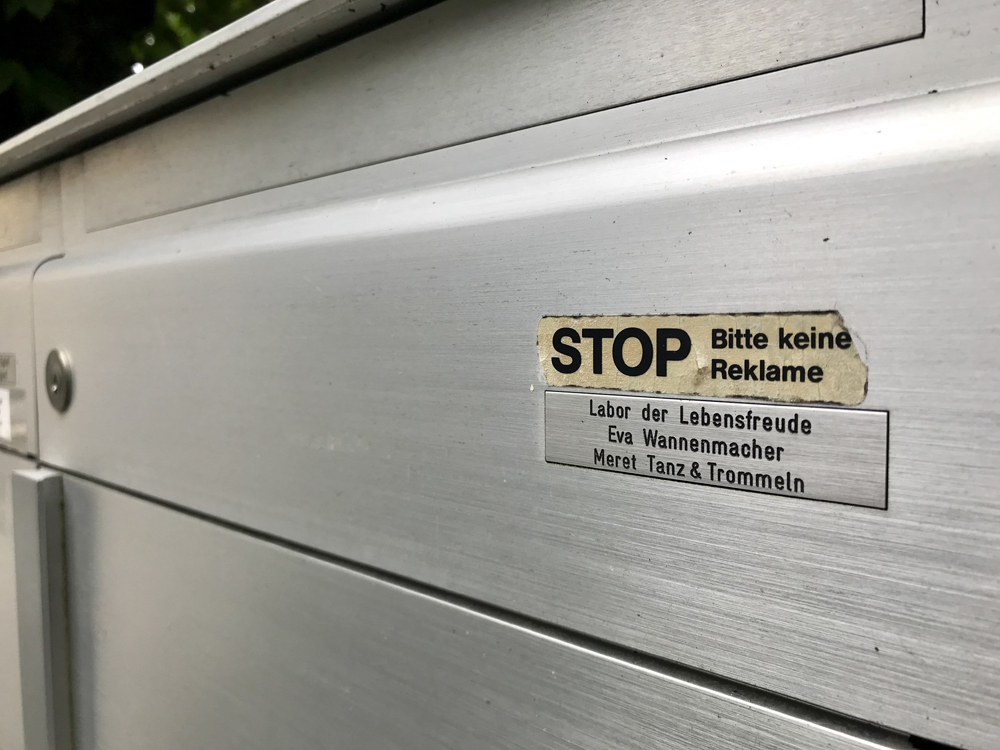 STOP Bitte keine
Reklame
Labor der Lebensfreude
Eva Wannenmacher
Meret Tanz & Trommeln